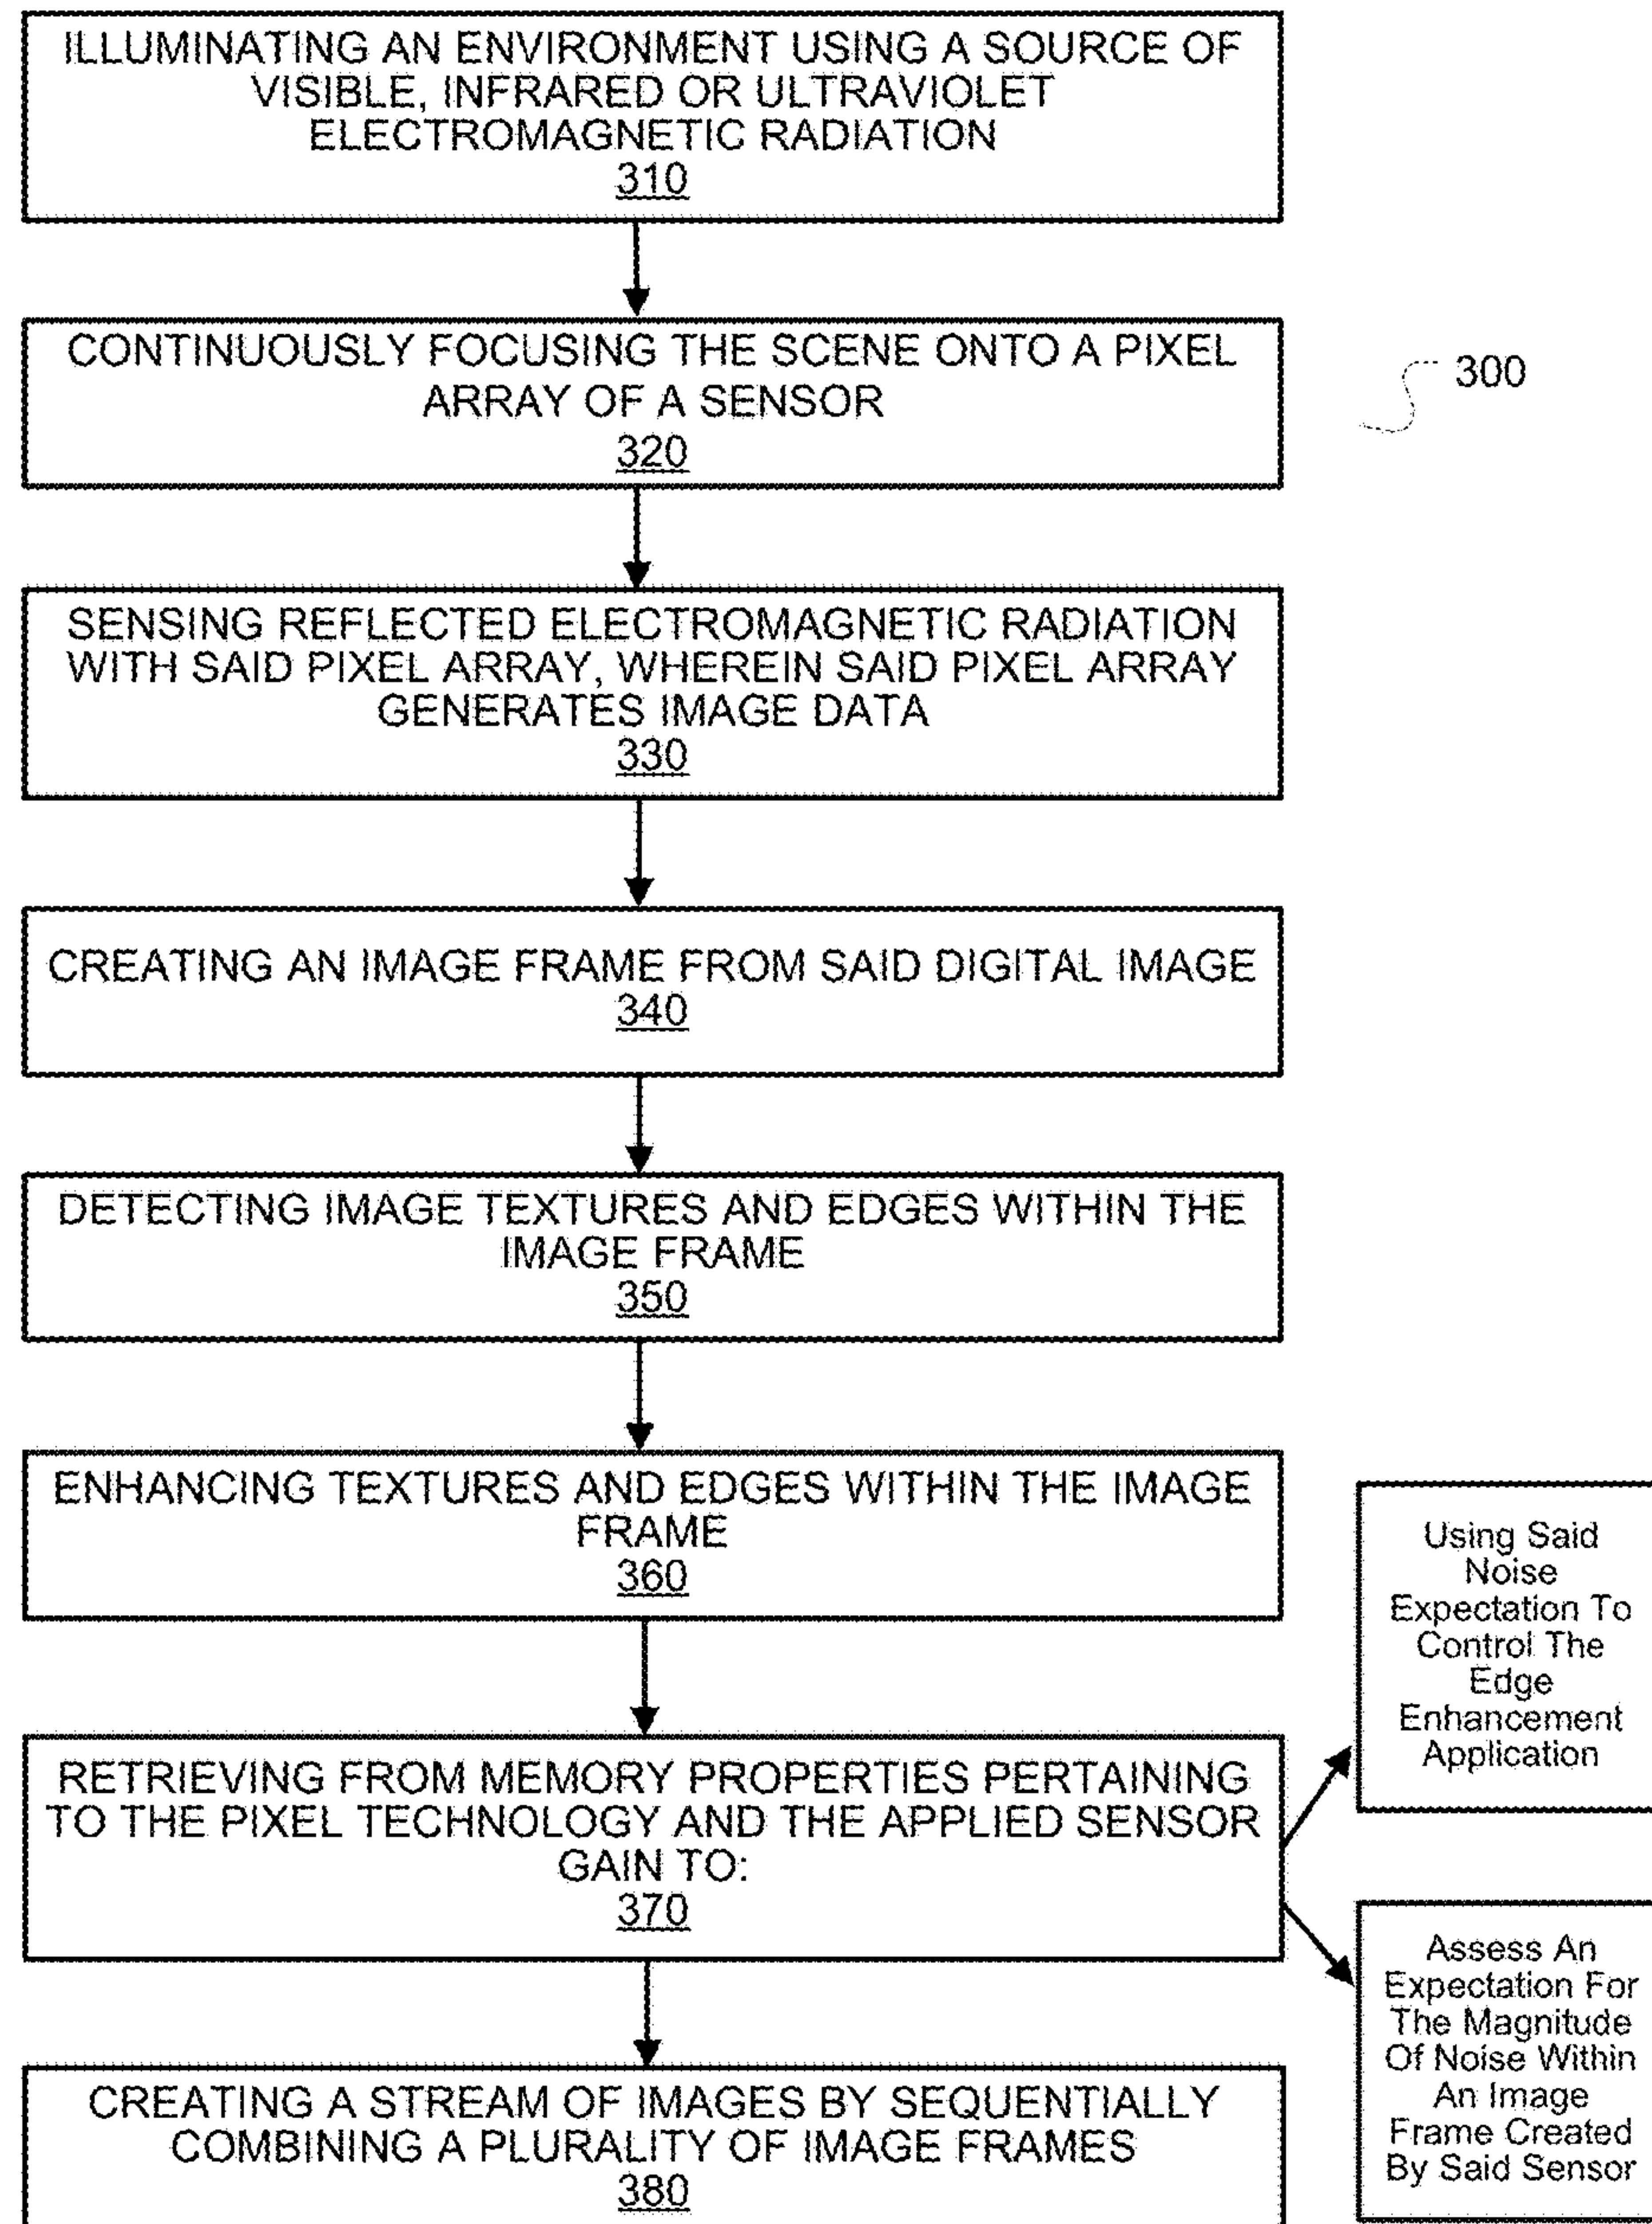 ILLUMINATING AN ENVIRONMENT USING A SOURCE OF
VISIBLE, INFRARED OR ULTRAVIOLET
ELECTROMAGNETIC RADIATION
310
CONTINUOUSLY FOCUSING THE SCENE ONTO A PIXEL
ARRAY OF A SENSOR
320
300
SENSING REFLECTED ELECTROMAGNETIC RADIATION
WITH SAID PIXEL ARRAY, WHEREIN SAID PIXEL ARRAY
GENERATES IMAGE DATA
330
CREATING AN IMAGE FRAME FROM SAID DIGITAL IMAGE
340
DETECTING IMAGE TEXTURES AND EDGES WITHIN THE
IMAGE FRAME
350
ENHANCING TEXTURES AND EDGES WITHIN THE IMAGE
FRAME
360
RETRIEVING FROM MEMORY PROPERTIES PERTAINING
TO THE PIXEL TECHNOLOGY AND THE APPLIED SENSOR
GAIN TO:
370
Using Said
Noise
Expectation To
Control The
Edge
Enhancement
Application
Assess An
Expectation For
The Magnitude
Of Noise Within
An Image
Frame Created
By Said Sensor
CREATING A STREAM OF IMAGES BY SEQUENTIALLY
COMBINING A PLURALITY OF IMAGE FRAMES
380